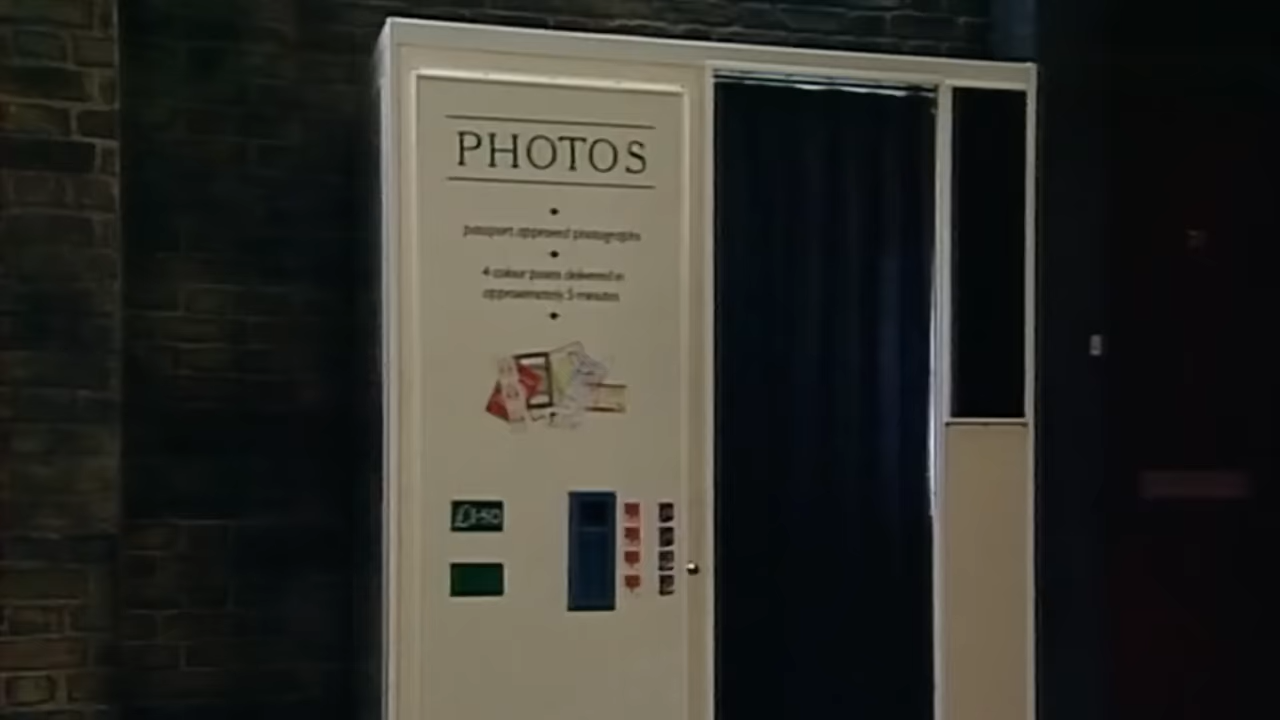 PHOTOS
passport approved photographs
4 colour poses delivered in
approximately 5 minutes
£1·50